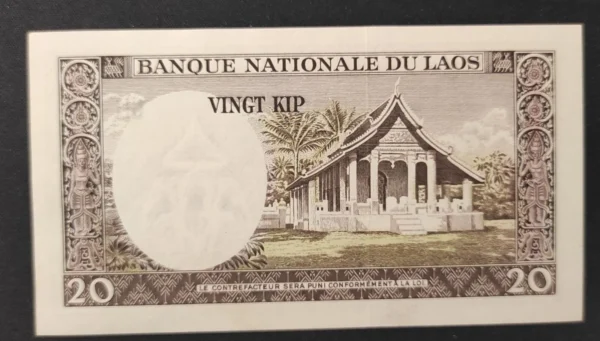 BANQUE NATIONALE DU LAOS
VINGT KIP
20
LE CONTREFACTEUR SERA PUNI CONFORMÉMENT A LA LOI
20